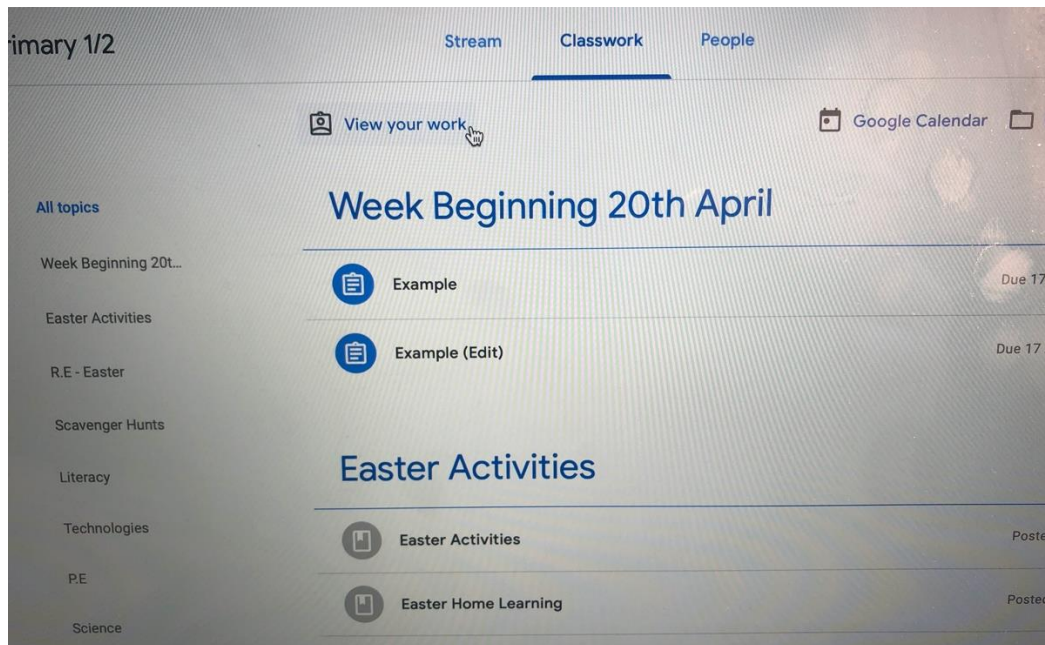 imary 1/2
Stream Classwork People
View your work Google Calendar
All topics
Week Beginning 20t...
Easter Activities
R.E - Easter
Scavenger Hunts
Literacy
Technologies
P.E
Science
Week Beginning 20th April
Example Due 17
Example (Edit) Due 17
Easter Activities
Easter Activities Poste
Easter Home Learning Posted